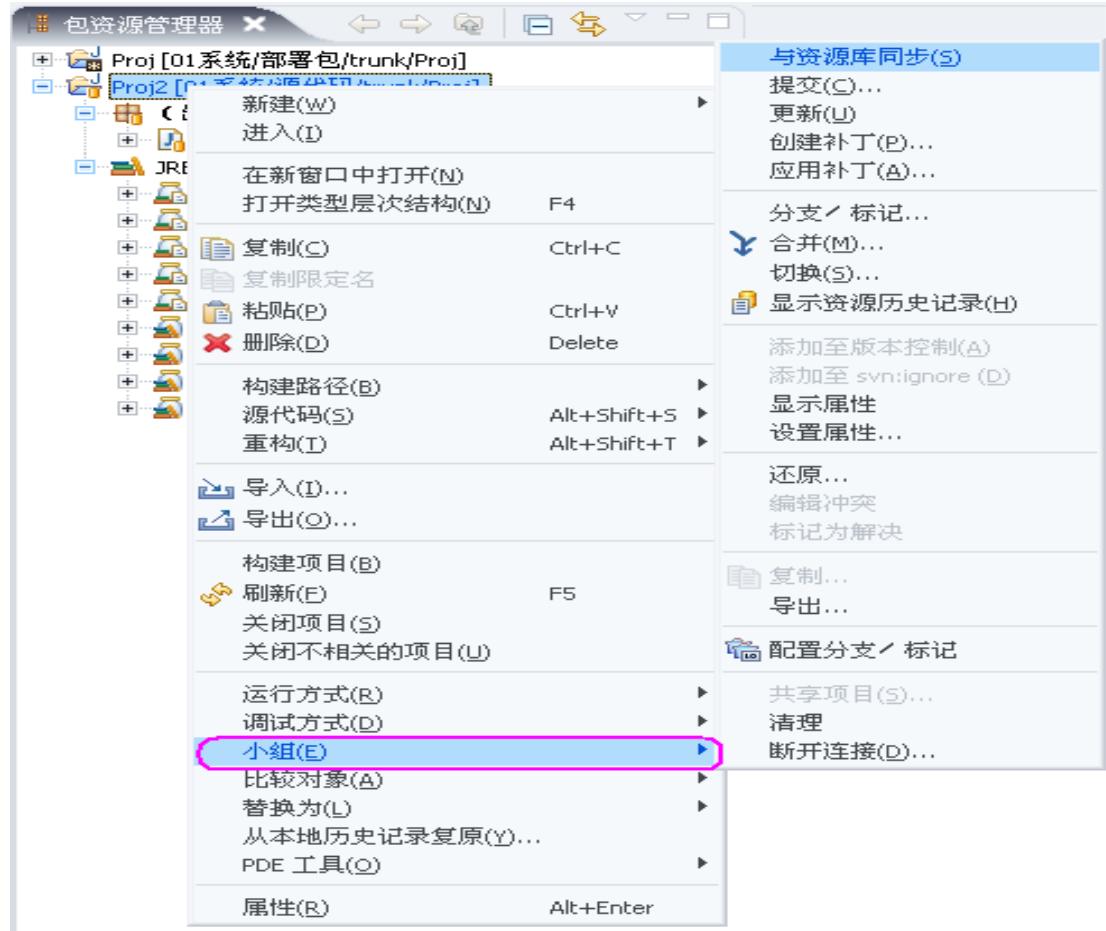 包资源管理器
Proj [01系统/部署包/trunk/Proj]
Proj2 [01系统/源代码/trunk/Proj]
JRE
新建(W)
进入(I)
在新窗口中打开(N)
打开类型层次结构(N) F4
复制(C) Ctrl+C
复制限定名
粘贴(P) Ctrl+V
删除(D) Delete
构建路径(B)
源代码(S) Alt+Shift+S
重构(T) Alt+Shift+T
导入(I)...
导出(O)...
构建项目(B)
刷新(F) F5
关闭项目(S)
关闭不相关的项目(U)
运行方式(R)
调试方式(D)
小组(E)
比较对象(A)
替换为(L)
从本地历史记录复原(Y)...
PDE 工具(O)
属性(R) Alt+Enter
与资源库同步(S)
提交(C)...
更新(U)
创建补丁(P)...
应用补丁(A)...
分支/标记...
合并(M)...
切换(S)...
显示资源历史记录(H)
添加至版本控制(A)
添加至 svn:ignore (D)
显示属性
设置属性...
还原...
编辑冲突
标记为解决
复制...
导出...
配置分支/标记
共享项目(S)...
清理
断开连接(D)...